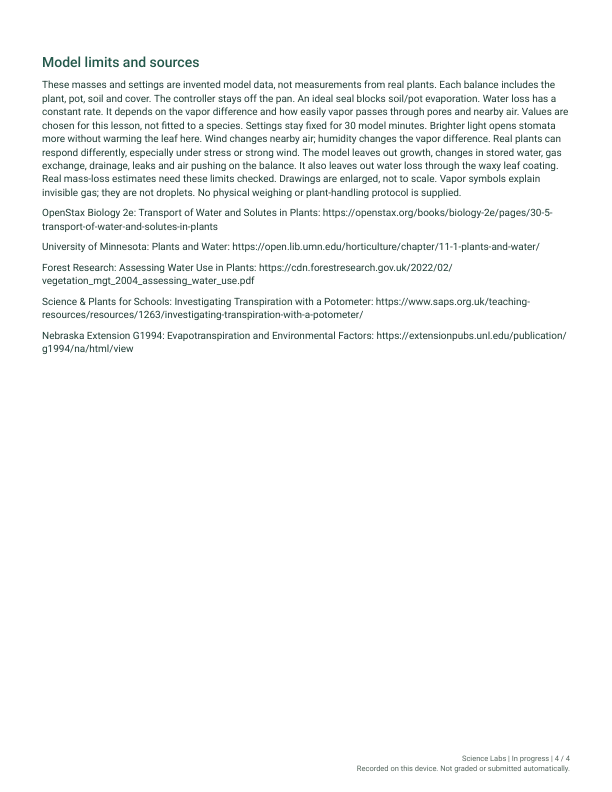 Model limits and sources
These masses and settings are invented model data, not measurements from real plants. Each balance includes the
plant, pot, soil and cover. The controller stays off the pan. An ideal seal blocks soil/pot evaporation. Water loss has a
constant rate. It depends on the vapor difference and how easily vapor passes through pores and nearby air. Values are
chosen for this lesson, not fitted to a species. Settings stay fixed for 30 model minutes. Brighter light opens stomata
more without warming the leaf here. Wind changes nearby air; humidity changes the vapor difference. Real plants can
respond differently, especially under stress or strong wind. The model leaves out growth, changes in stored water, gas
exchange, drainage, leaks and air pushing on the balance. It also leaves out water loss through the waxy leaf coating.
Real mass-loss estimates need these limits checked. Drawings are enlarged, not to scale. Vapor symbols explain
invisible gas; they are not droplets. No physical weighing or plant-handling protocol is supplied.
OpenStax Biology 2e: Transport of Water and Solutes in Plants: https://openstax.org/books/biology-2e/pages/30-5-
transport-of-water-and-solutes-in-plants
University of Minnesota: Plants and Water: https://open.lib.umn.edu/horticulture/chapter/11-1-plants-and-water/
Forest Research: Assessing Water Use in Plants: https://cdn.forestresearch.gov.uk/2022/02/
vegetation_mgt_2004_assessing_water_use.pdf
Science & Plants for Schools: Investigating Transpiration with a Potometer: https://www.saps.org.uk/teaching-
resources/resources/1263/investigating-transpiration-with-a-potometer/
Nebraska Extension G1994: Evapotranspiration and Environmental Factors: https://extensionpubs.unl.edu/publication/
g1994/na/html/view
Science Labs | In progress | 4 / 4
Recorded on this device. Not graded or submitted automatically.